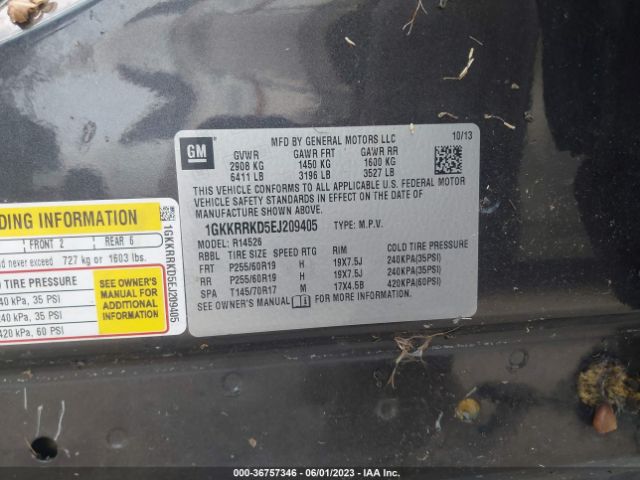 GM
MFD BY GENERAL MOTORS LLC
10/13
GVWR GAWR FRT GAWR RR
2908 KG 1450 KG 1600 KG
6411 LB 3196 LB 3527 LB
THIS VEHICLE CONFORMS TO ALL APPLICABLE U.S. FEDERAL MOTOR
VEHICLE SAFETY STANDARDS IN EFFECT ON THE DATE OF
MANUFACTURE SHOWN ABOVE.
1GKKRRKD5EJ209405 TYPE: M.P.V.
MODEL: R14526
RBBL TIRE SIZE SPEED RTG RIM COLD TIRE PRESSURE
FRT P255/60R19 H 19X7.5J 240KPA(35PSI)
RR P255/60R19 H 19X7.5J 240KPA(35PSI)
SPA T145/70R17 M 17X4.5B 420KPA(60PSI)
SEE OWNER'S MANUAL FOR MORE INFORMATION
DING INFORMATION
FRONT 2 REAR 5
never exceed 727 kg or 1603 lbs.
TIRE PRESSURE
40 kPa, 35 PSI
240 kPa, 35 PSI
420 kPa, 60 PSI
SEE OWNER'S
MANUAL FOR
ADDITIONAL
INFORMATION
1GKKRRKD5EJ209405
(000) - 36757346 - 06/01/2023 - IAA Inc.